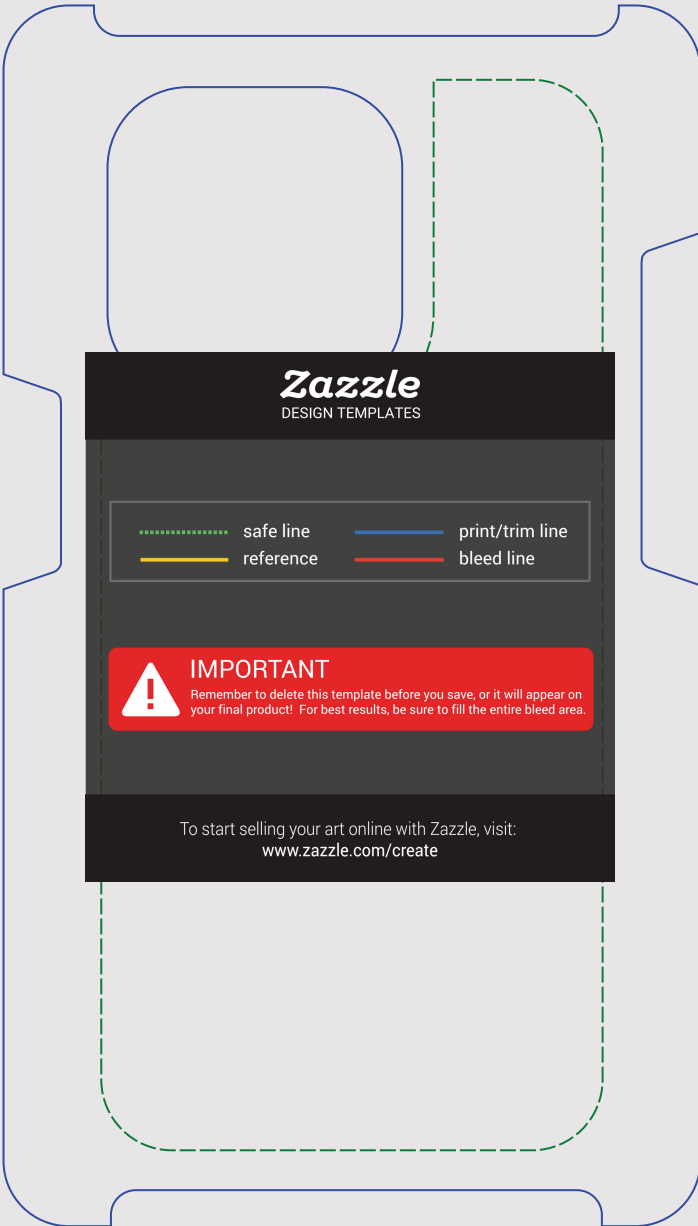 Zazzle
DESIGN TEMPLATES
safe line
print/trim line
reference
bleed line
IMPORTANT
Remember to delete this template before you save, or it will appear on
your final product!  For best results, be sure to fill the entire bleed area.
To start selling your art online with Zazzle, visit:
www.zazzle.com/create